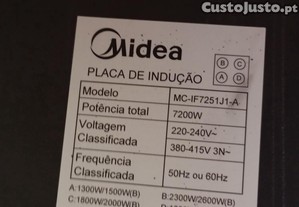 CustoJusto.pt
Midea
B C
A D
PLACA DE INDUÇÃO
Modelo MC-IF7251J1-A
Potência total 7200W
Voltagem Classificada 220-240V~
380-415V 3N~
Frequência Classificada 50Hz ou 60Hz
A:1300W/1500W(B) B:2300W/2600W(B)
C:1800W/2000W(B)